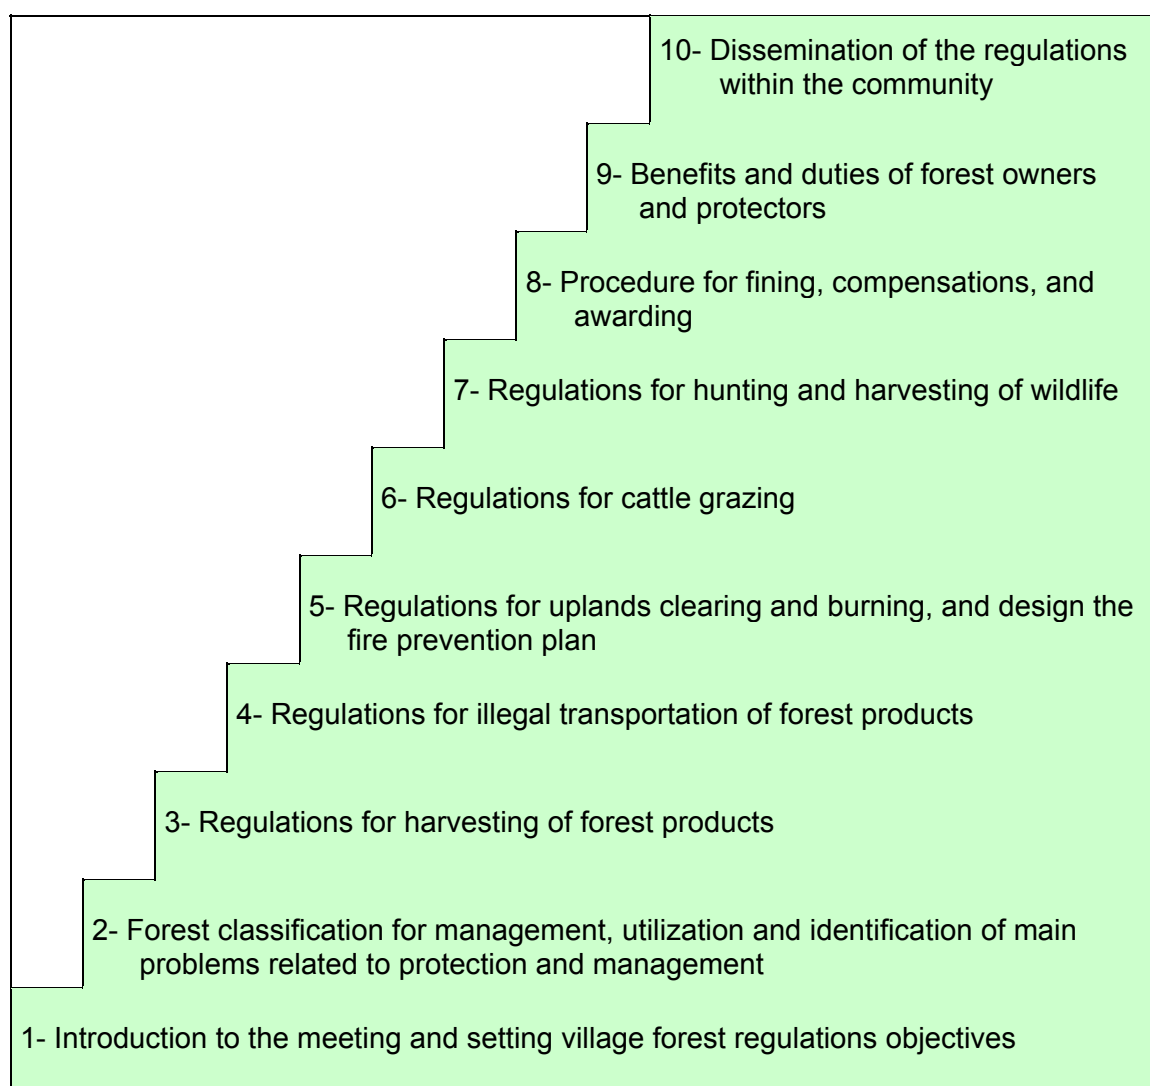 10- Dissemination of the regulations
within the community
9- Benefits and duties of forest owners
and protectors
8- Procedure for fining, compensations, and
awarding
7- Regulations for hunting and harvesting of wildlife
6- Regulations for cattle grazing
5- Regulations for uplands clearing and burning, and design the
fire prevention plan
4- Regulations for illegal transportation of forest products
3- Regulations for harvesting of forest products
2- Forest classification for management, utilization and identification of main
problems related to protection and management
1- Introduction to the meeting and setting village forest regulations objectives